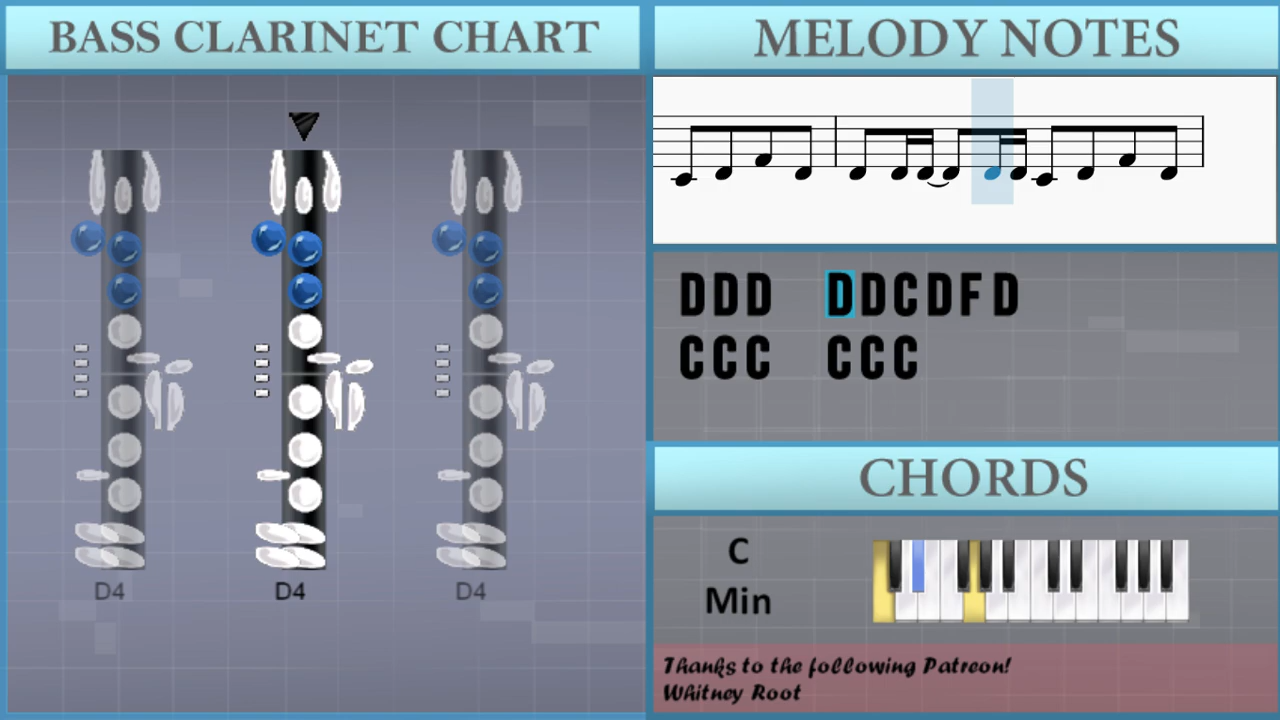 BASS CLARINET CHART
D4
D4
D4
MELODY NOTES
DDD DDCDFD
CCC CCC
CHORDS
C
Min
Thanks to the following Patreon!
Whitney Root